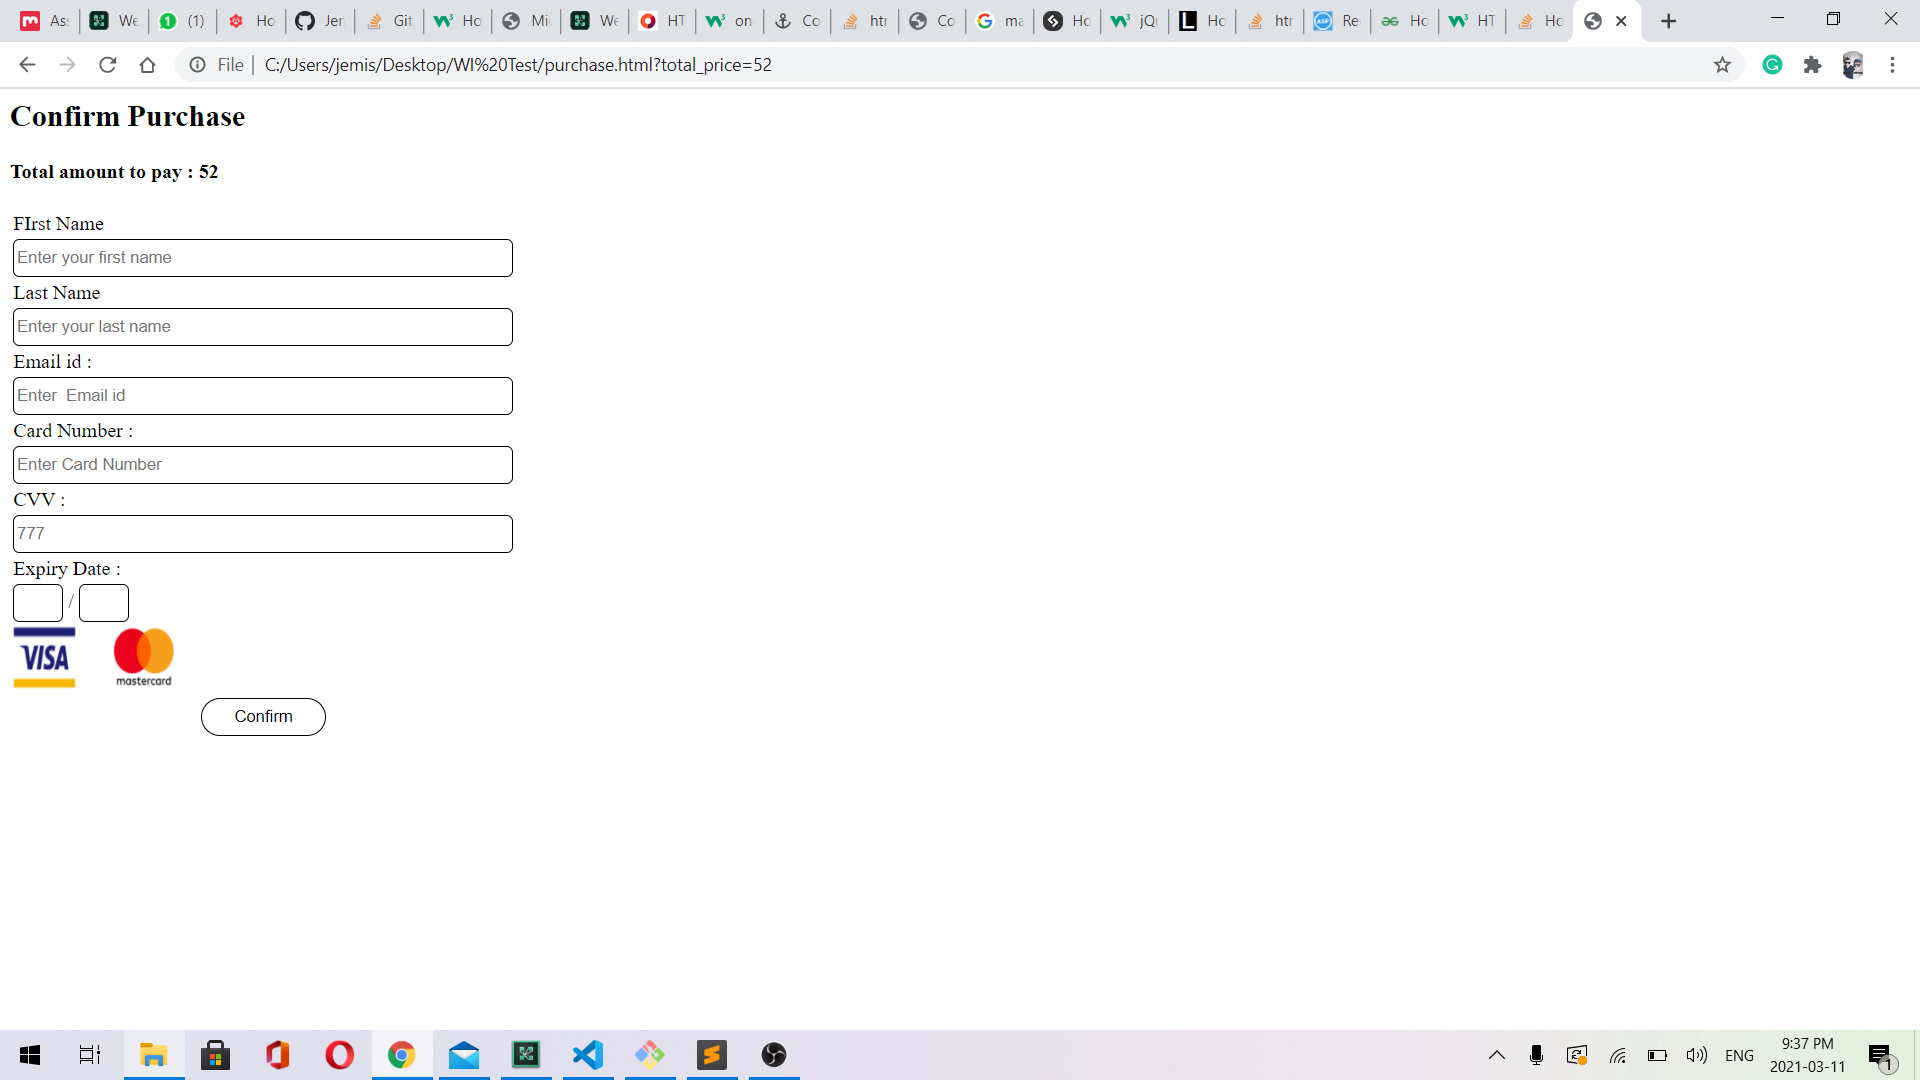 As We (1) Ho Jer Git Ho Mi We HT on Co htr Co ma Ho jQ Ho htr Re Ho HT Ho
File C:/Users/jemis/Desktop/WI%20Test/purchase.html?total_price=52
Confirm Purchase
Total amount to pay : 52
FIrst Name
Enter your first name
Last Name
Enter your last name
Email id :
Enter  Email id
Card Number :
Enter Card Number
CVV :
777
Expiry Date :
/
VISA mastercard
Confirm
ENG
9:37 PM
2021-03-11
1